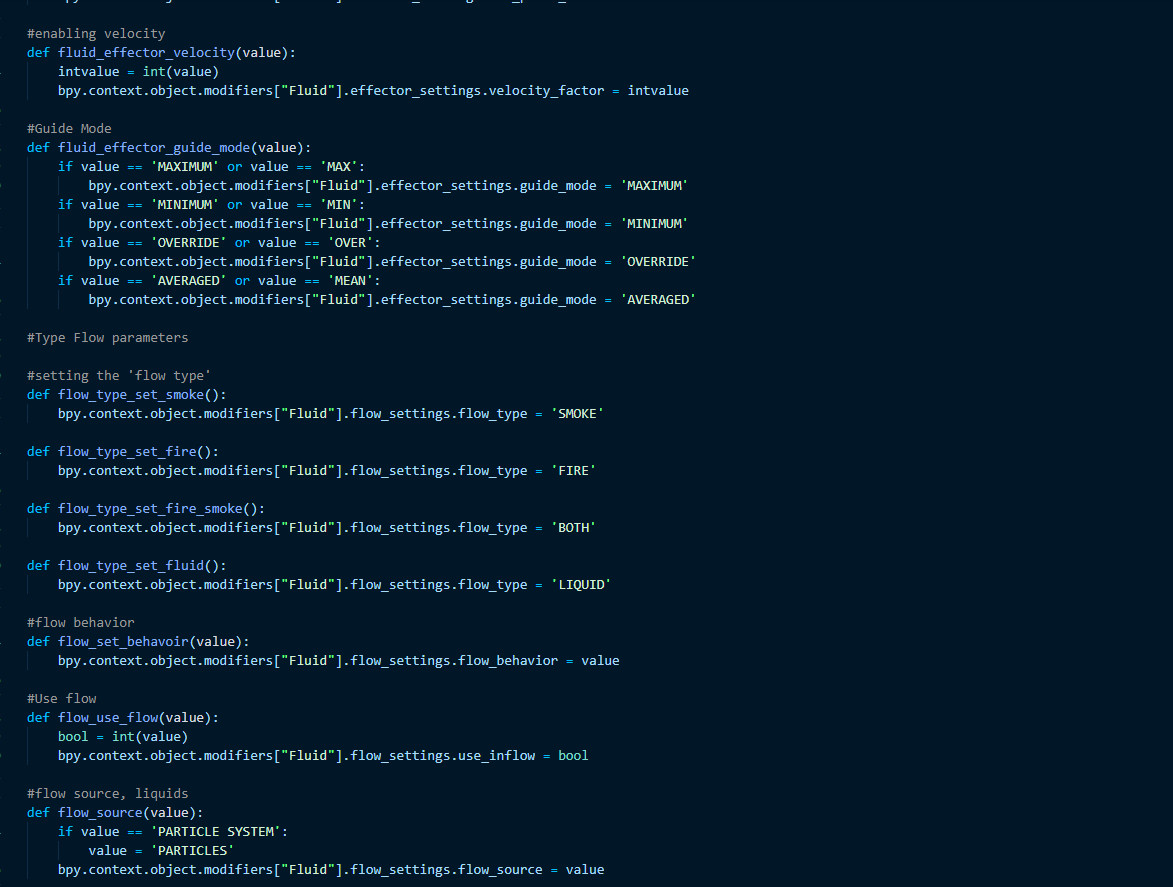 #enabling velocity
def fluid_effector_velocity(value):
    intvalue = int(value)
    bpy.context.object.modifiers["Fluid"].effector_settings.velocity_factor = intvalue
#Guide Mode
def fluid_effector_guide_mode(value):
    if value == 'MAXIMUM' or value == 'MAX':
        bpy.context.object.modifiers["Fluid"].effector_settings.guide_mode = 'MAXIMUM'
    if value == 'MINIMUM' or value == 'MIN':
        bpy.context.object.modifiers["Fluid"].effector_settings.guide_mode = 'MINIMUM'
    if value == 'OVERRIDE' or value == 'OVER':
        bpy.context.object.modifiers["Fluid"].effector_settings.guide_mode = 'OVERRIDE'
    if value == 'AVERAGED' or value == 'MEAN':
        bpy.context.object.modifiers["Fluid"].effector_settings.guide_mode = 'AVERAGED'
#Type Flow parameters
#setting the 'flow type'
def flow_type_set_smoke():
    bpy.context.object.modifiers["Fluid"].flow_settings.flow_type = 'SMOKE'
def flow_type_set_fire():
    bpy.context.object.modifiers["Fluid"].flow_settings.flow_type = 'FIRE'
def flow_type_set_fire_smoke():
    bpy.context.object.modifiers["Fluid"].flow_settings.flow_type = 'BOTH'
def flow_type_set_fluid():
    bpy.context.object.modifiers["Fluid"].flow_settings.flow_type = 'LIQUID'
#flow behavior
def flow_set_behavoir(value):
    bpy.context.object.modifiers["Fluid"].flow_settings.flow_behavior = value
#Use flow
def flow_use_flow(value):
    bool = int(value)
    bpy.context.object.modifiers["Fluid"].flow_settings.use_inflow = bool
#flow source, liquids
def flow_source(value):
    if value == 'PARTICLE SYSTEM':
        value = 'PARTICLES'
    bpy.context.object.modifiers["Fluid"].flow_settings.flow_source = value